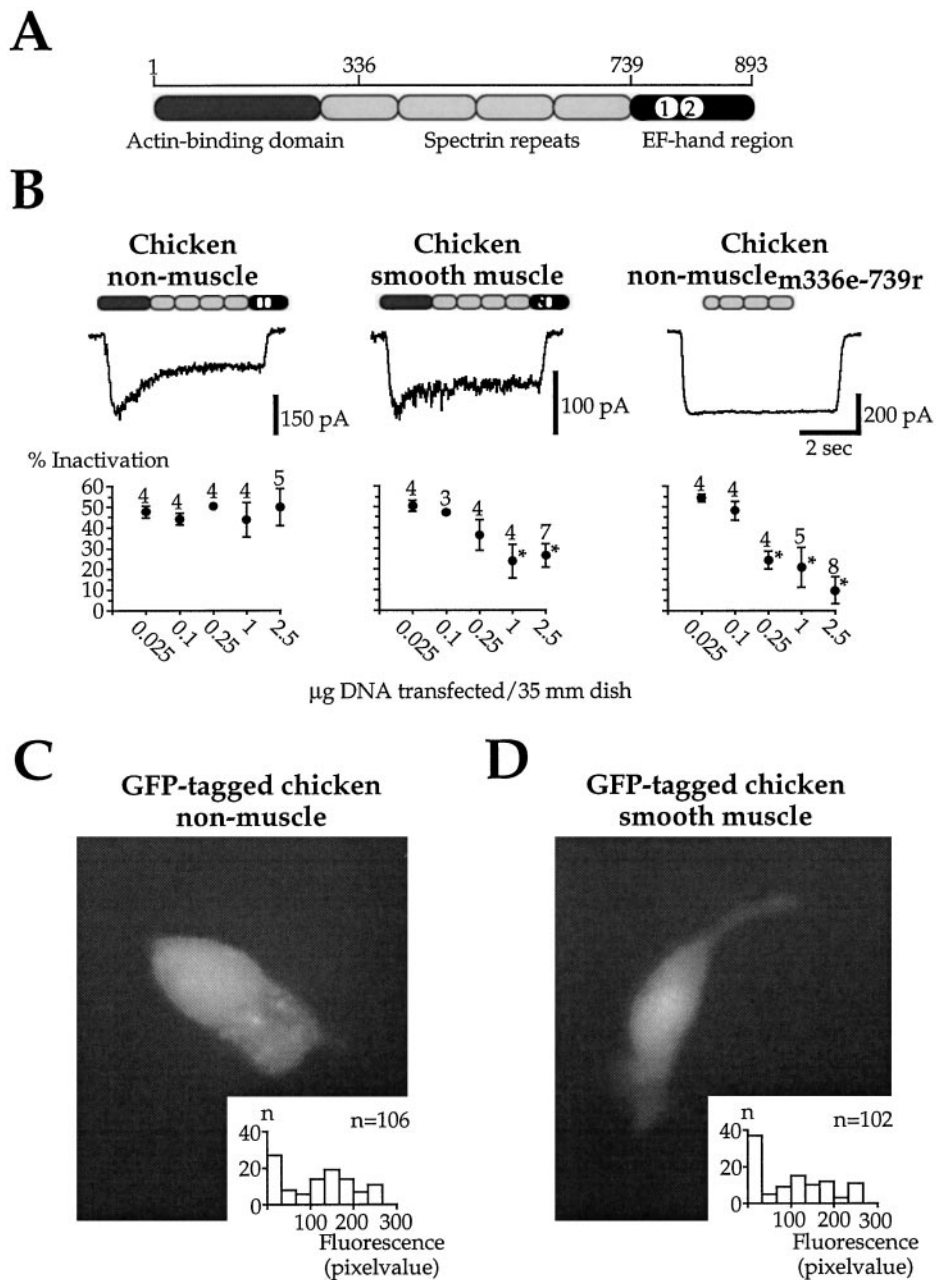 A
1 336 739 893
1 2
Actin-binding domain Spectrin repeats EF-hand region
B
Chicken non-muscle
Chicken smooth muscle
Chicken non-muscle m336e-739r
150 pA
100 pA
200 pA
2 sec
% Inactivation
60
50
40
30
20
10
0
4 4 4 4 5
4 3 4 4 * 7 *
4 4 4 * 5 * 8 *
0.025 0.1 0.25 1 2.5
0.025 0.1 0.25 1 2.5
0.025 0.1 0.25 1 2.5
µg DNA transfected/35 mm dish
C
GFP-tagged chicken
non-muscle
n n=106
40
20
0
100 200 300
Fluorescence
(pixelvalue)
D
GFP-tagged chicken
smooth muscle
n n=102
40
20
0
100 200 300
Fluorescence
(pixelvalue)